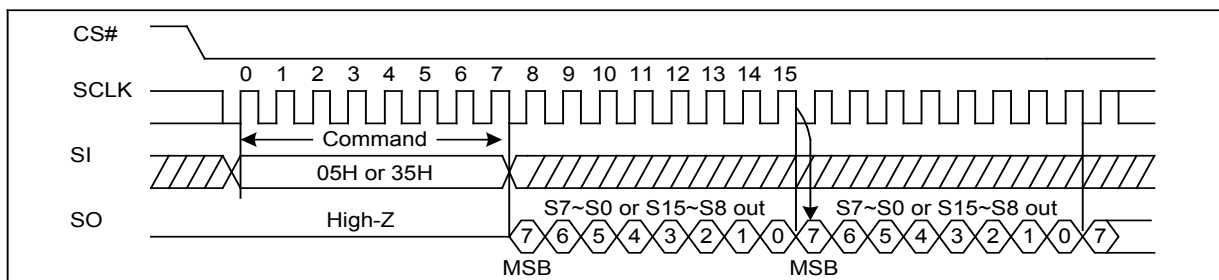 CS#
0 1 2 3 4 5 6 7 8 9 10 11 12 13 14 15
SCLK
Command
SI
05H or 35H
S7~S0 or S15~S8 out S7~S0 or S15~S8 out
SO High-Z 7 6 5 4 3 2 1 0 7 6 5 4 3 2 1 0 7
MSB MSB